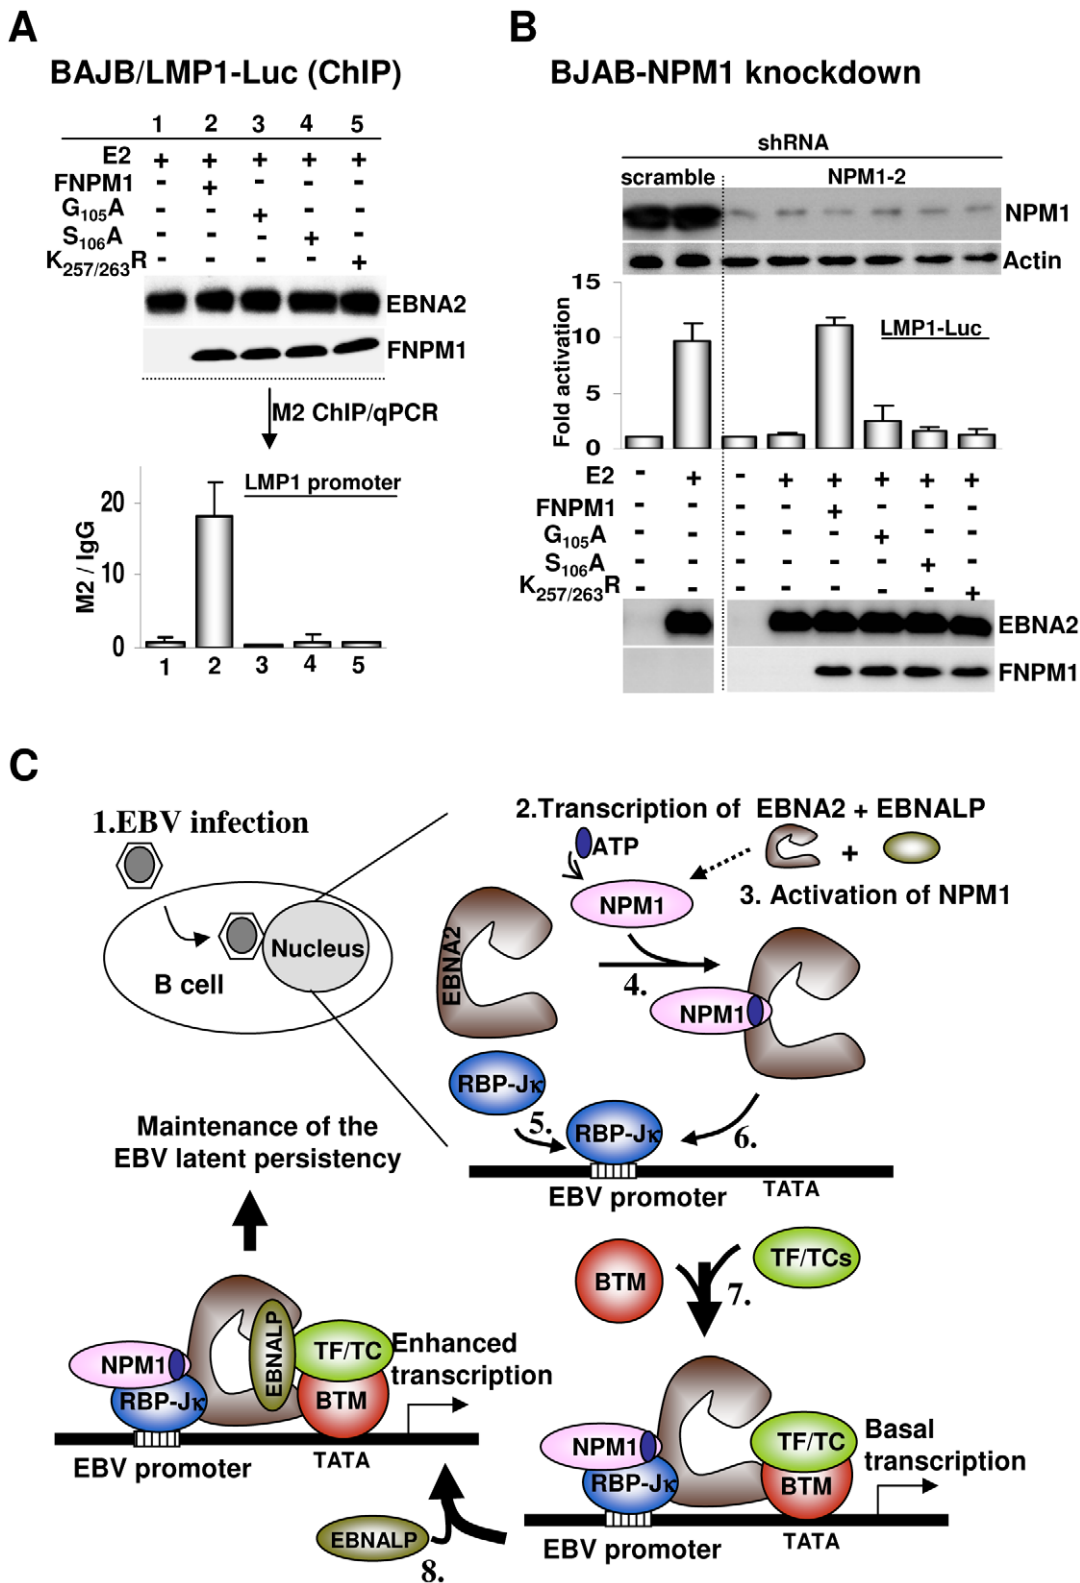 A
BAJB/LMP1-Luc (ChIP)
1 2 3 4 5
E2 + + + + +
FNPM1 - + - - -
G105A - - + - -
S106A - - - + -
K257/263R - - - - +
EBNA2
FNPM1
M2 ChIP/qPCR
LMP1 promoter
M2 / IgG
20
10
0
1 2 3 4 5
B
BJAB-NPM1 knockdown
shRNA
scramble NPM1-2
NPM1
Actin
Fold activation
15
10
5
0
LMP1-Luc
E2 - + - + + + + +
FNPM1 - - - - + - - -
G105A - - - - - + - -
S106A - - - - - - + -
K257/263R - - - - - - - +
EBNA2
FNPM1
C
1.EBV infection
Nucleus
B cell
2.Transcription of EBNA2 + EBNALP
ATP
+
NPM1
3. Activation of NPM1
EBNA2
4.
NPM1
RBP-Jκ
5.
RBP-Jκ
6.
EBV promoter
TATA
BTM
TF/TCs
7.
NPM1
RBP-Jκ
TF/TC
BTM
Basal
transcription
EBV promoter
TATA
EBNALP
8.
Maintenance of the
EBV latent persistency
NPM1
RBP-Jκ
EBNALP
TF/TC
BTM
Enhanced
transcription
EBV promoter
TATA